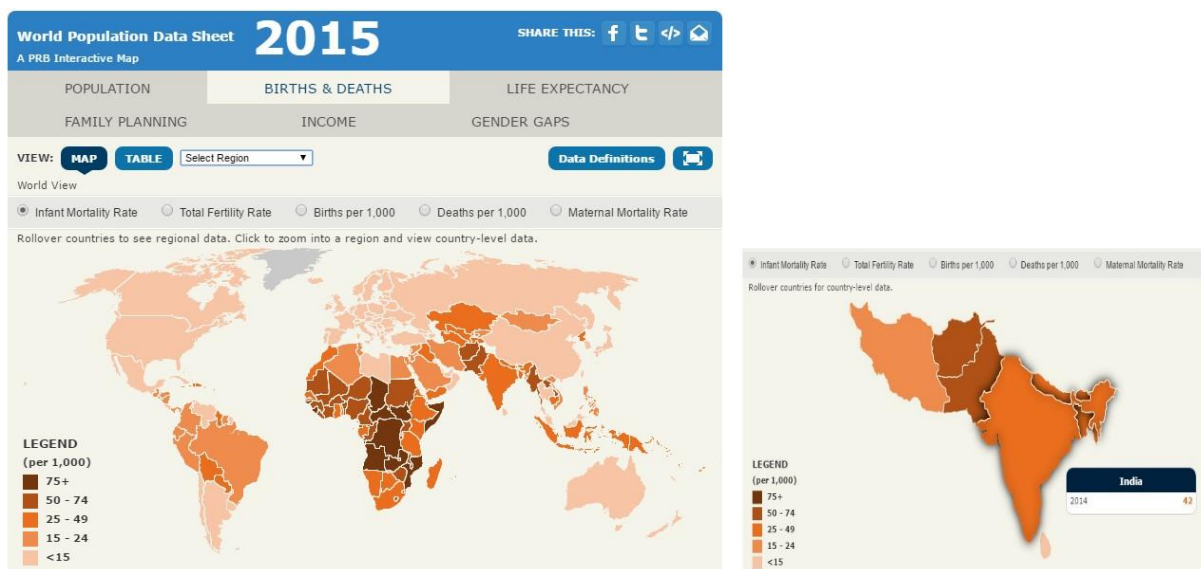 World Population Data Sheet 2015
A PRB Interactive Map
SHARE THIS:
POPULATION BIRTHS & DEATHS LIFE EXPECTANCY
FAMILY PLANNING INCOME GENDER GAPS
VIEW: MAP TABLE Select Region Data Definitions
World View
Infant Mortality Rate Total Fertility Rate Births per 1,000 Deaths per 1,000 Maternal Mortality Rate
Rollover countries to see regional data. Click to zoom into a region and view country-level data.
LEGEND
(per 1,000)
75+
50 - 74
25 - 49
15 - 24
<15
Infant Mortality Rate Total Fertility Rate Births per 1,000 Deaths per 1,000 Maternal Mortality Rate
Rollover countries for country-level data.
LEGEND
(per 1,000)
75+
50 - 74
25 - 49
15 - 24
<15
India
2014 42